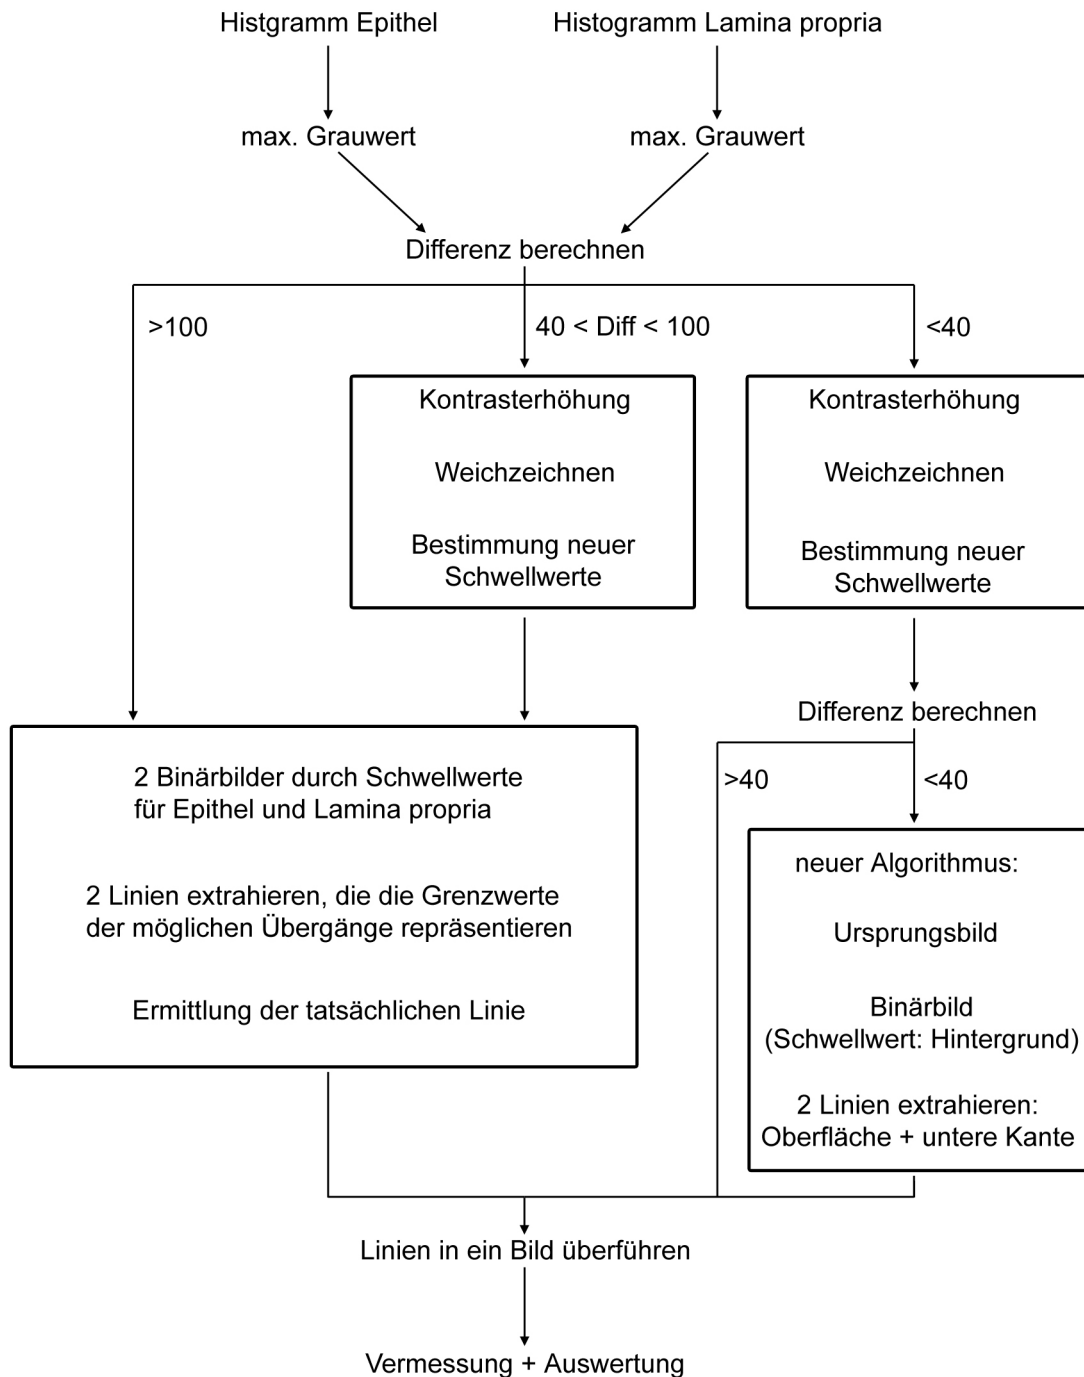 Histgramm Epithel
Histogramm Lamina propria
max. Grauwert
max. Grauwert
Differenz berechnen
>100
40 < Diff < 100
<40
Kontrasterhöhung
Weichzeichnen
Bestimmung neuer
Schwellwerte
Kontrasterhöhung
Weichzeichnen
Bestimmung neuer
Schwellwerte
Differenz berechnen
>40
<40
2 Binärbilder durch Schwellwerte
für Epithel und Lamina propria
2 Linien extrahieren, die die Grenzwerte
der möglichen Übergänge repräsentieren
Ermittlung der tatsächlichen Linie
neuer Algorithmus:
Ursprungsbild
Binärbild
(Schwellwert: Hintergrund)
2 Linien extrahieren:
Oberfläche + untere Kante
Linien in ein Bild überführen
Vermessung + Auswertung